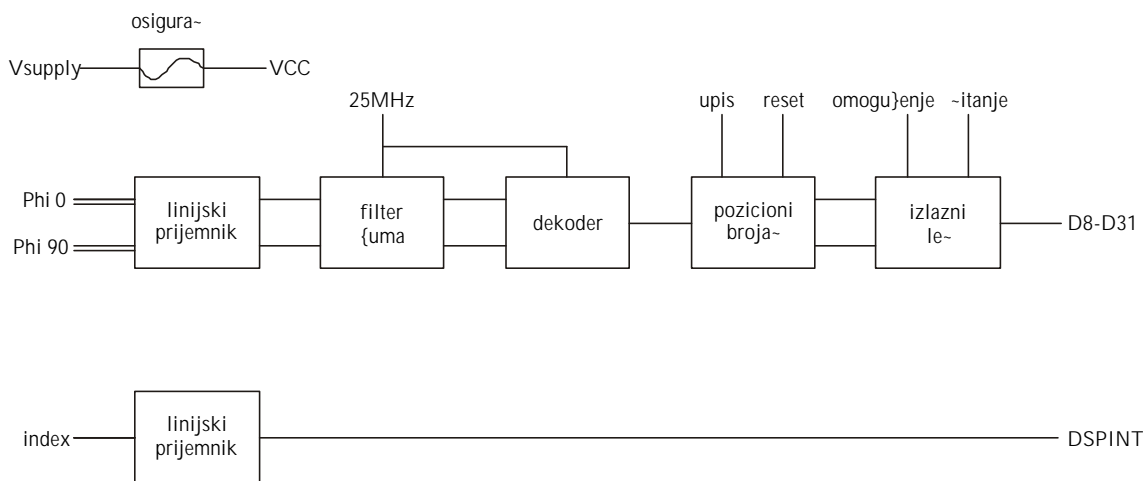 osigura~
Vsupply
VCC
25MHz
upis
reset
omogu}enje
~itanje
Phi 0
Phi 90
linijski
prijemnik
filter
{uma
dekoder
pozicioni
broja~
izlazni
le~
D8-D31
index
linijski
prijemnik
DSPINT